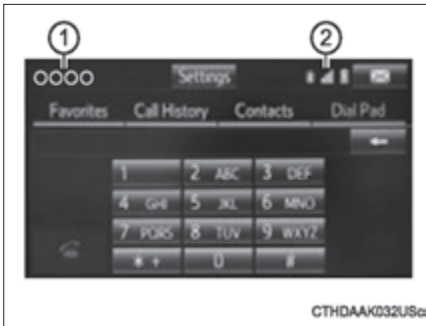 1 2
OOOO Settings
Favorites Call History Contacts Dial Pad
1 2 ABC 3 DEF
4 GHI 5 JKL 6 MNO
7 PQRS 8 TUV 9 WXYZ
* + 0 #
CTHDAAK032USc